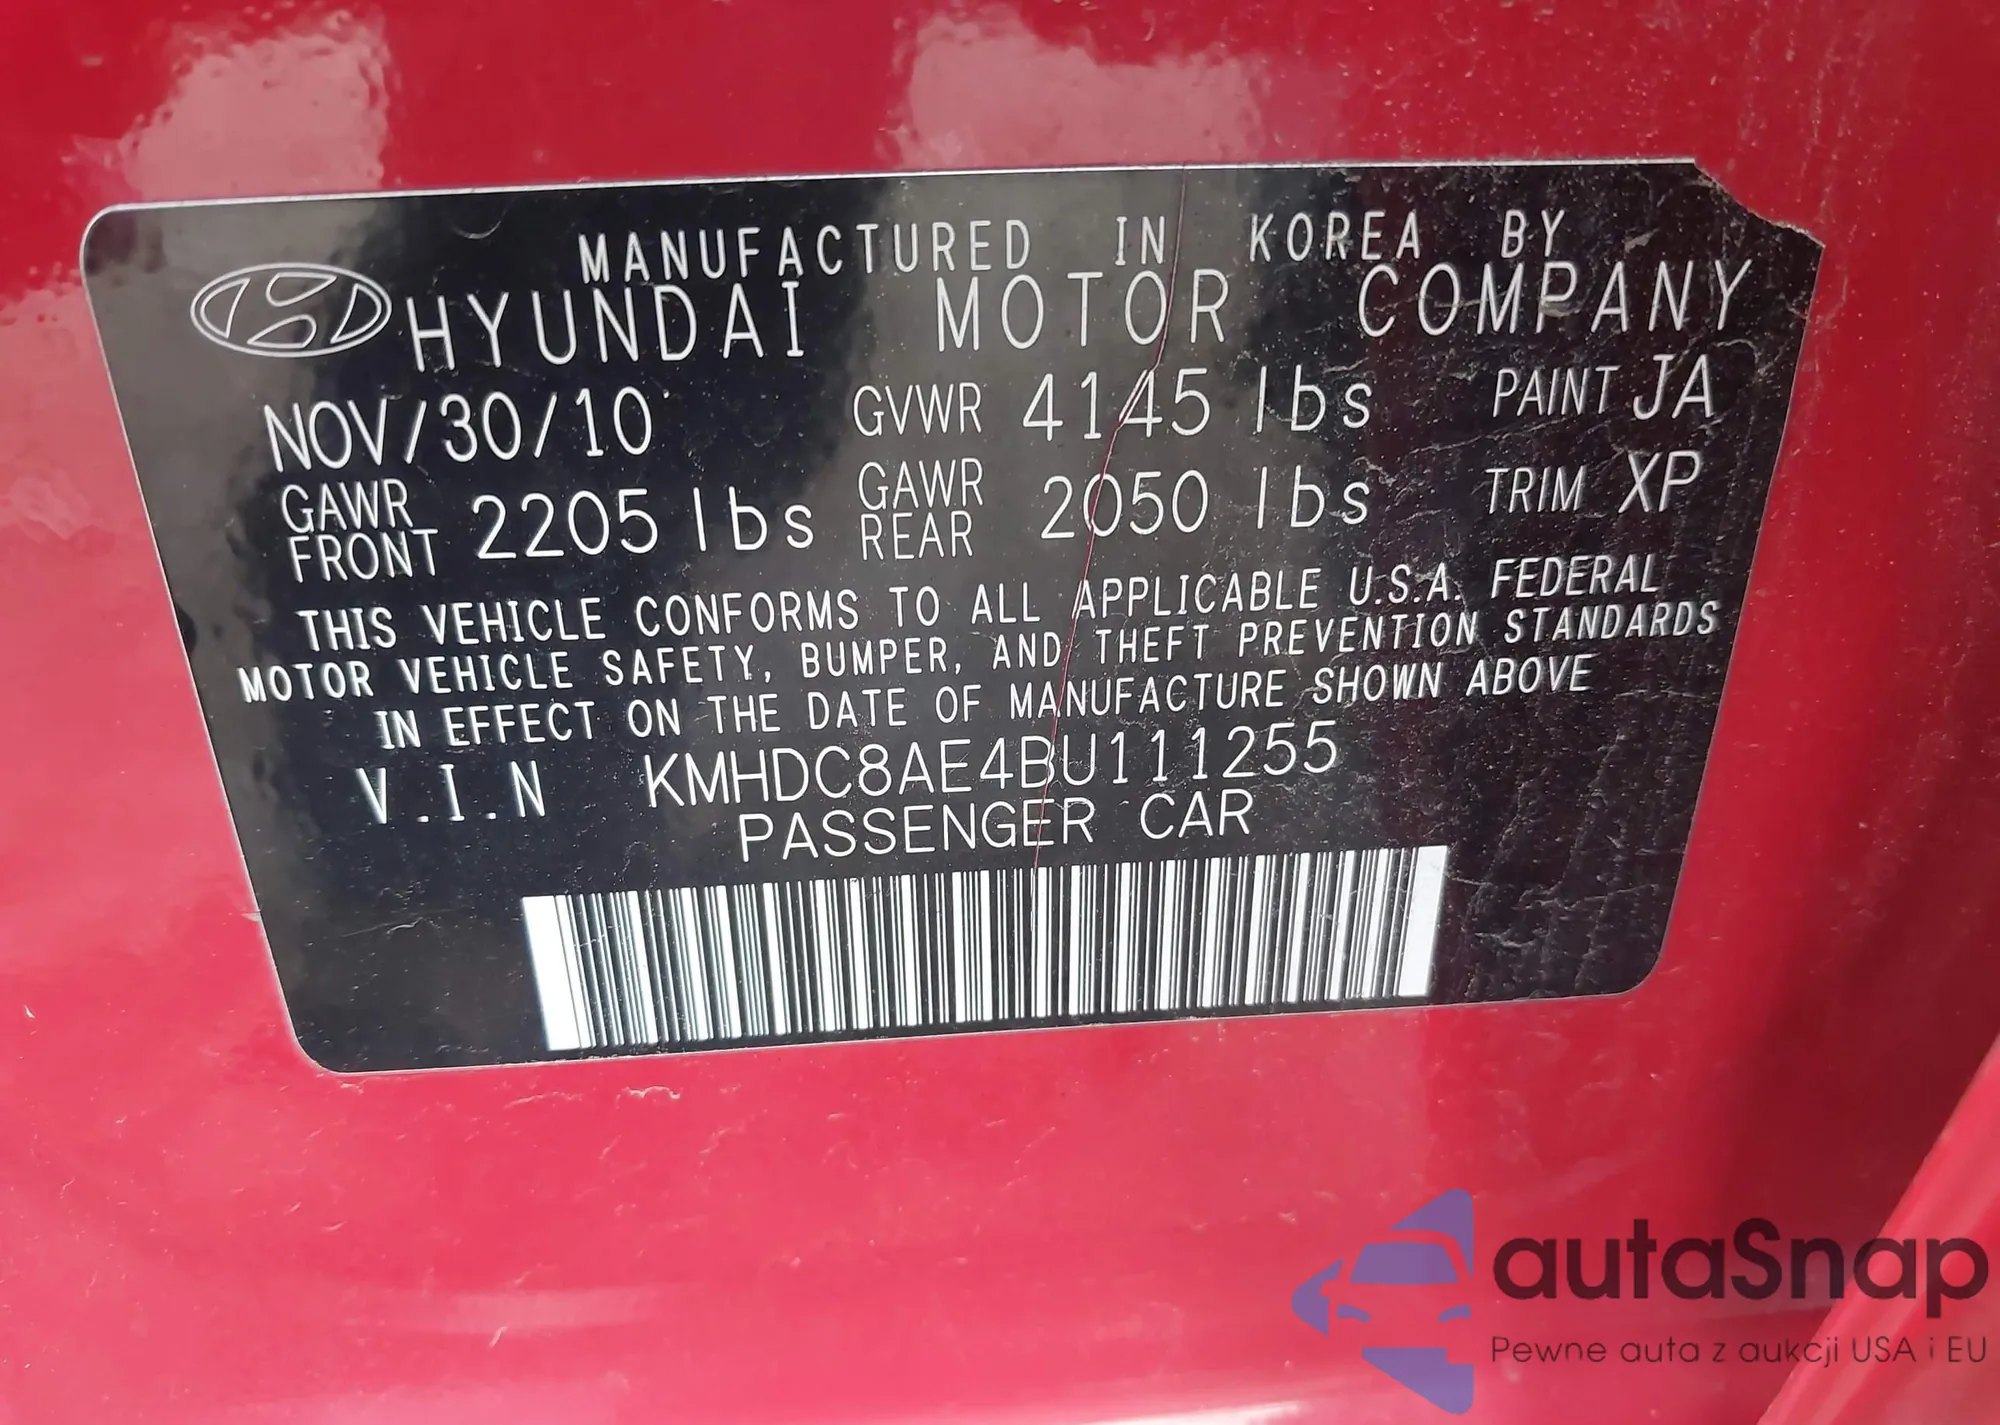 MANUFACTURED IN KOREA BY
HYUNDAI MOTOR COMPANY
NOV/30/10 GVWR 4145 lbs PAINT JA
GAWR FRONT 2205 lbs GAWR REAR 2050 lbs TRIM XP
THIS VEHICLE CONFORMS TO ALL APPLICABLE U.S.A. FEDERAL
MOTOR VEHICLE SAFETY, BUMPER, AND THEFT PREVENTION STANDARDS
IN EFFECT ON THE DATE OF MANUFACTURE SHOWN ABOVE
V.I.N KMHDC8AE4BU111255
PASSENGER CAR
autaSnap
Pewne auta z aukcji USA i EU